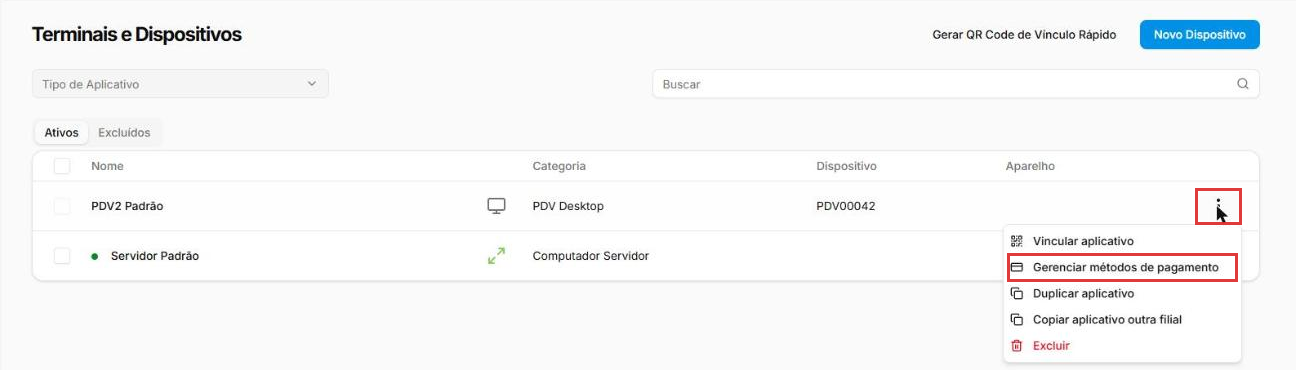 Terminais e Dispositivos
Gerar QR Code de Vínculo Rápido
Novo Dispositivo
Tipo de Aplicativo
Buscar
Ativos Excluídos
Nome Categoria Dispositivo Aparelho
PDV2 Padrão PDV Desktop PDV00042
Servidor Padrão Computador Servidor
Vincular aplicativo
Gerenciar métodos de pagamento
Duplicar aplicativo
Copiar aplicativo outra filial
Excluir